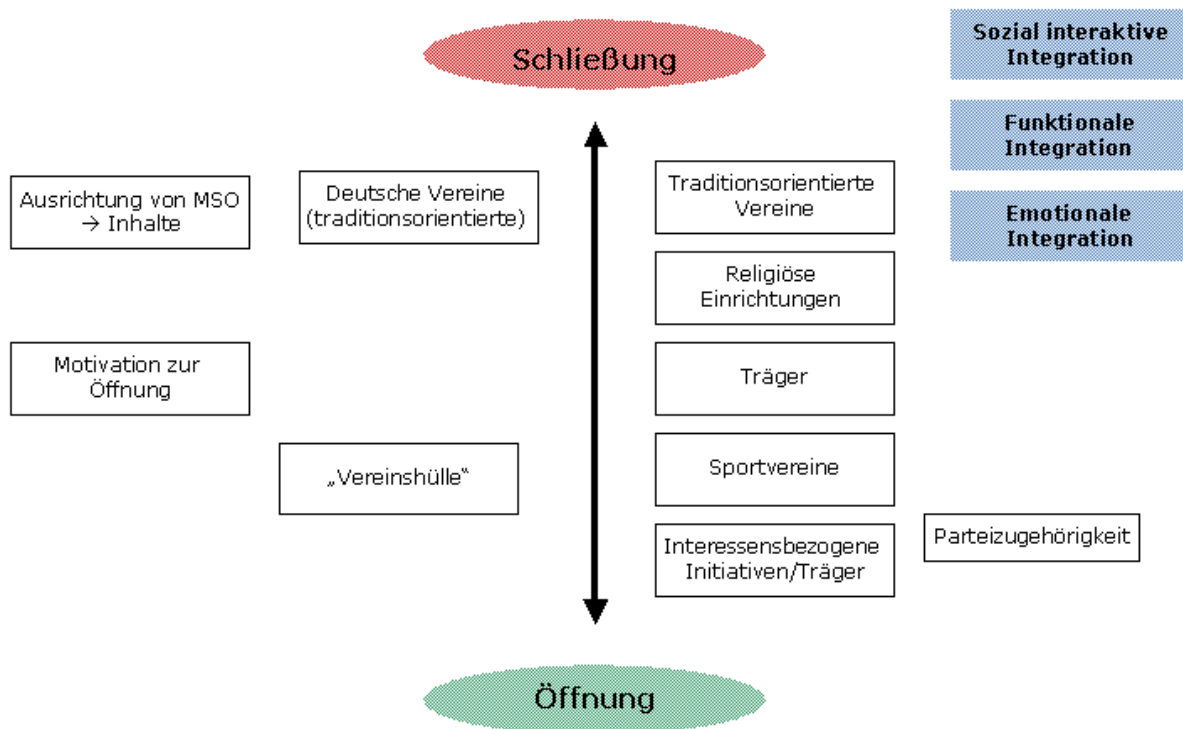 Schließung
Sozial interaktive
Integration
Funktionale
Integration
Emotionale
Integration
Ausrichtung von MSO
→ Inhalte
Deutsche Vereine
(traditionsorientierte)
Traditionsorientierte
Vereine
Religiöse
Einrichtungen
Motivation zur
Öffnung
Träger
„Vereinshülle“
Sportvereine
Interessensbezogene
Initiativen/Träger
Parteizugehörigkeit
Öffnung